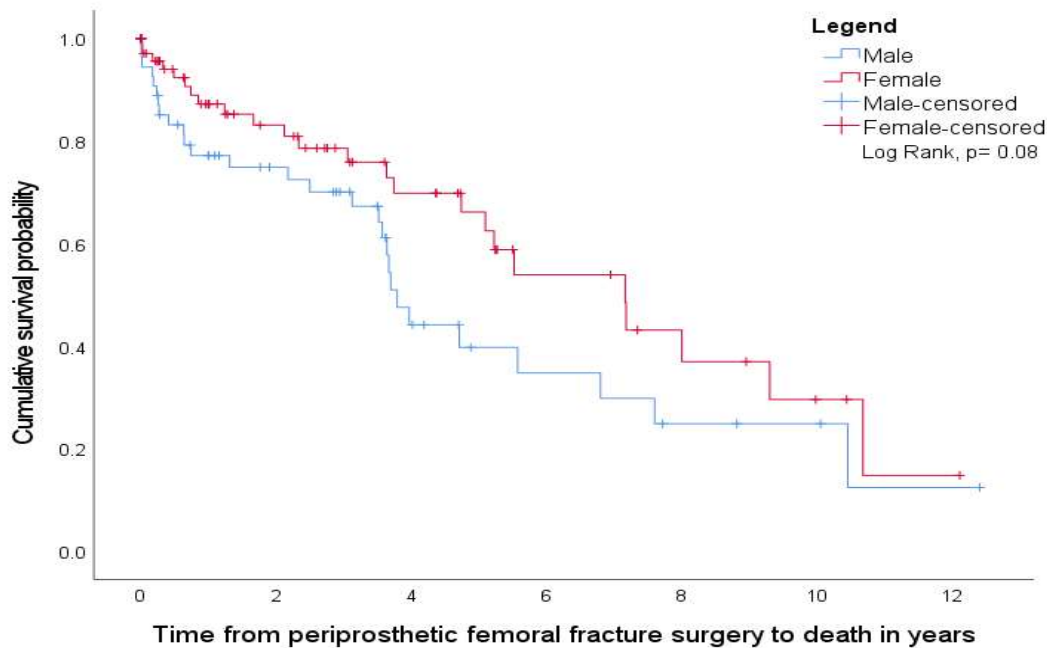 Legend
Male
Female
Male-censored
Female-censored
Log Rank, p= 0.08
Cumulative survival probability
1.0
0.8
0.6
0.4
0.2
0.0
0 2 4 6 8 10 12
Time from periprosthetic femoral fracture surgery to death in years